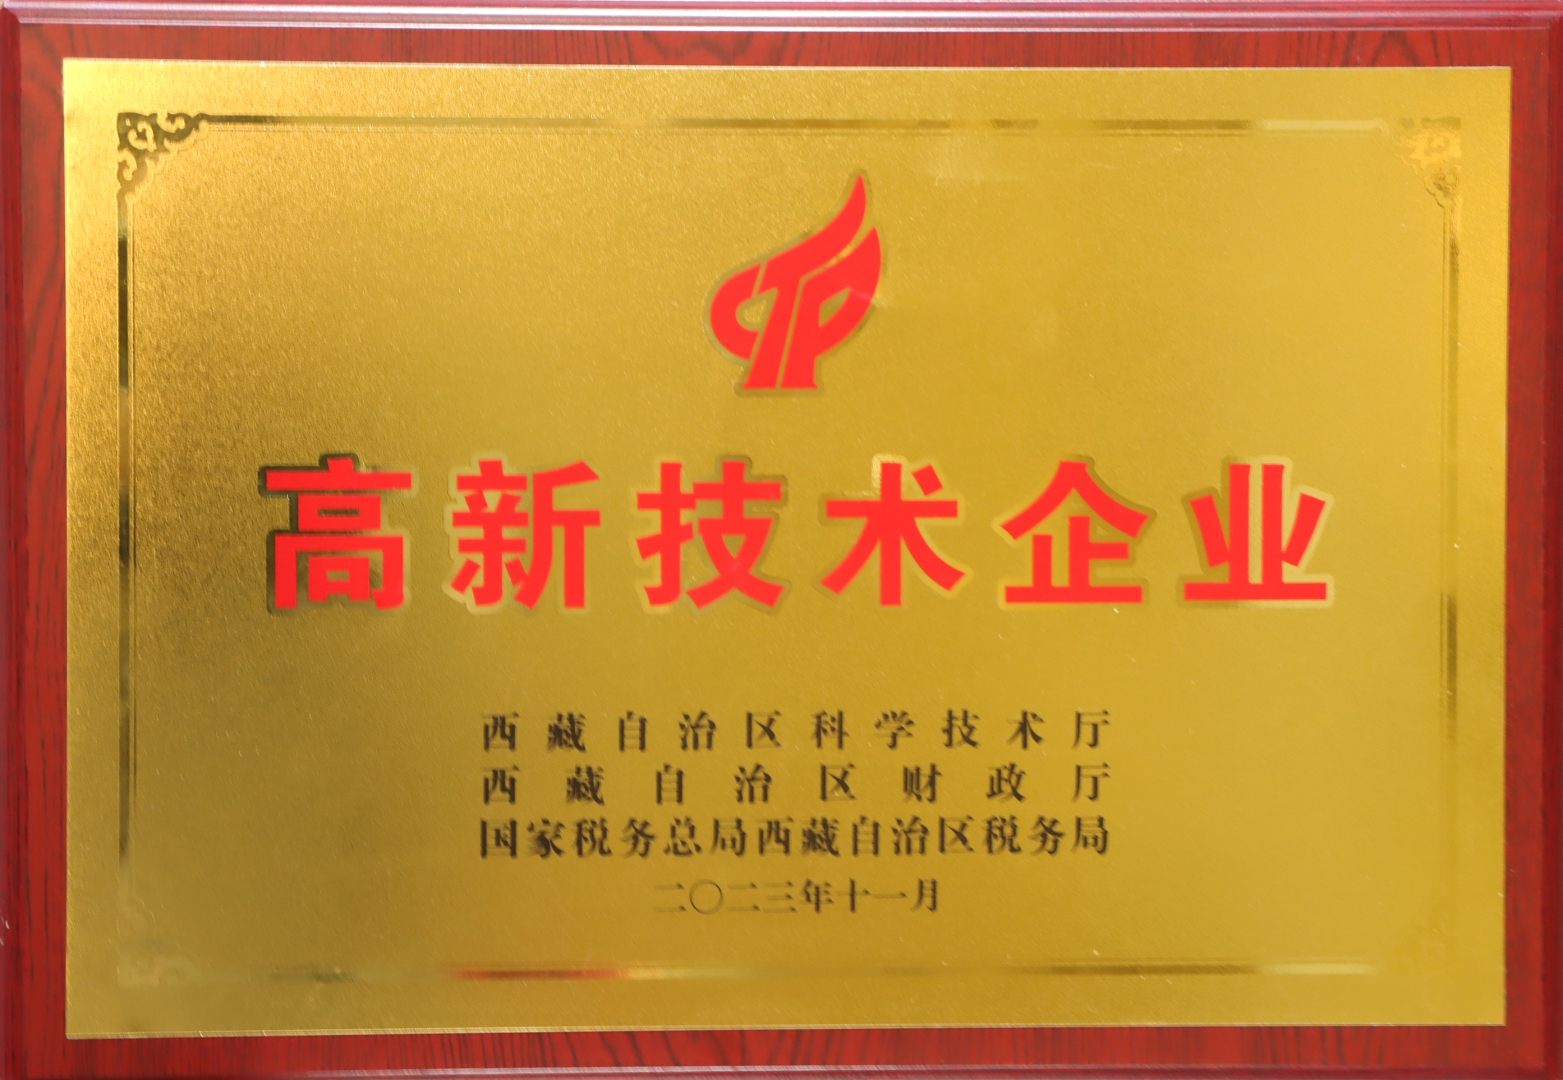 高新技术企业
西藏自治区科学技术厅
西藏自治区财政厅
国家税务总局西藏自治区税务局
二〇二三年十一月